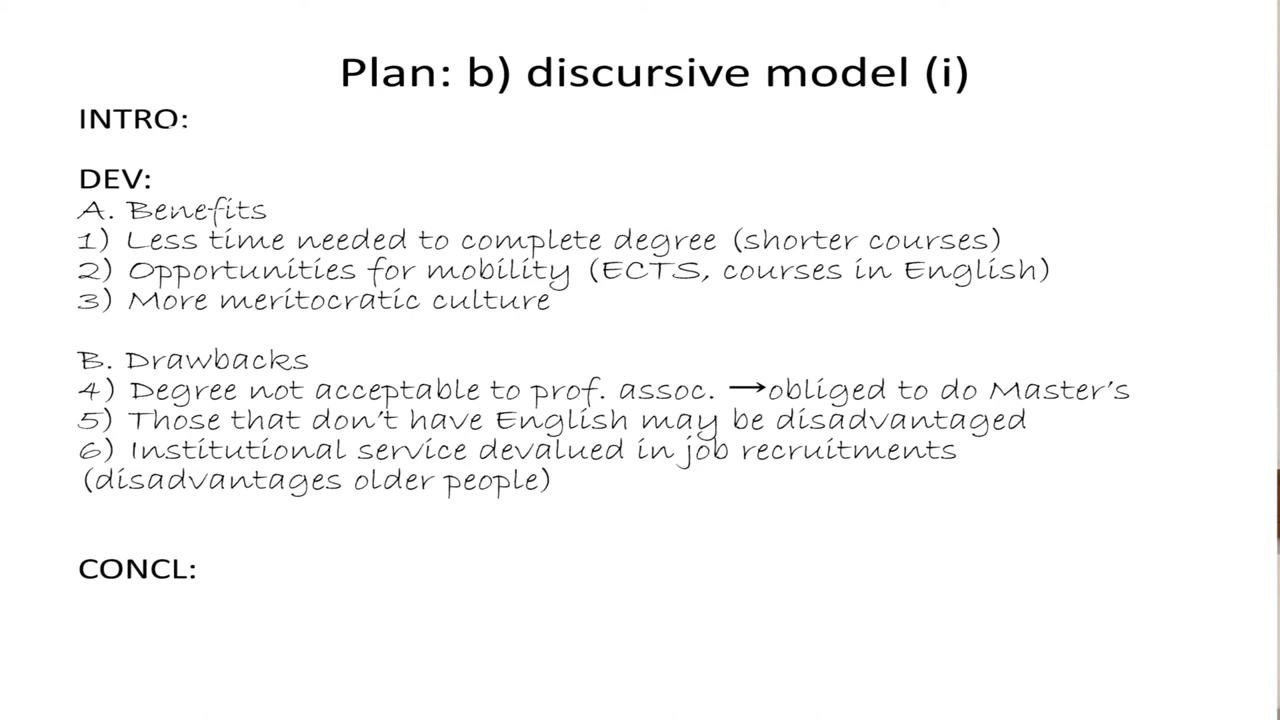 Plan: b) discursive model (i)
INTRO:
DEV:
A. Benefits
1) Less time needed to complete degree (shorter courses)
2) Opportunities for mobility (ECTS, courses in English)
3) More meritocratic culture
B. Drawbacks
4) Degree not acceptable to prof. assoc. →obliged to do Master's
5) Those that don't have English may be disadvantaged
6) Institutional service devalued in job recruitments
(disadvantages older people)
CONCL: